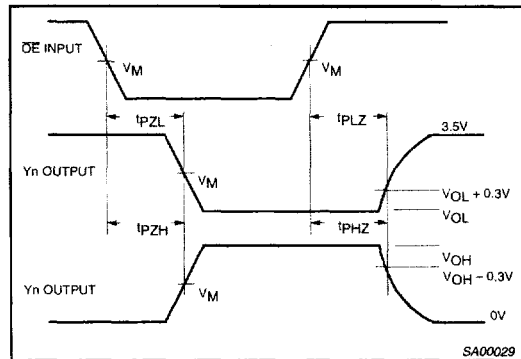 OE INPUT
VM
VM
tPZL
tPLZ
3.5V
Yn OUTPUT
VM
VOL + 0.3V
VOL
tPZH
tPHZ
VOH
VOH – 0.3V
Yn OUTPUT
VM
0V
SA00029